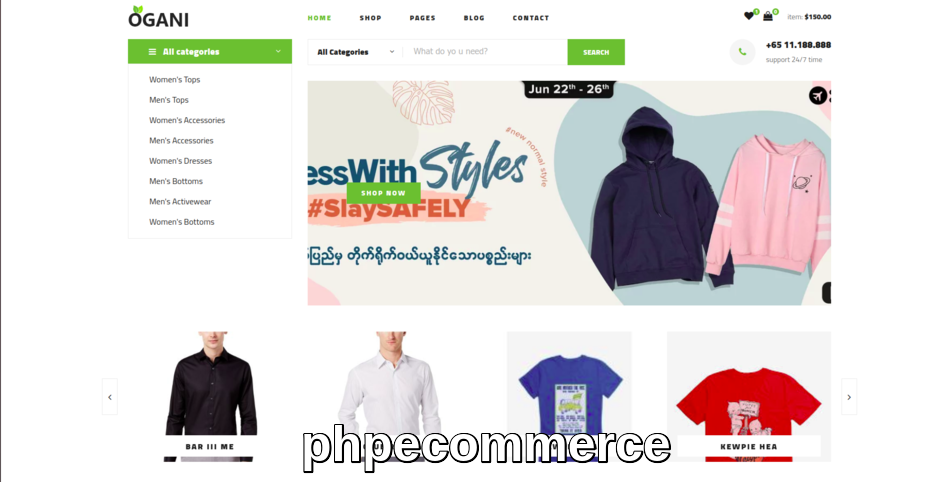 OGANI
HOME SHOP PAGES BLOG CONTACT
item: $150.00
All categories
All Categories
What do yo u need?
SEARCH
+65 11.188.888
support 24/7 time
Women's Tops
Men's Tops
Women's Accessories
Men's Accessories
Women's Dresses
Men's Bottoms
Men's Activewear
Women's Bottoms
Jun 22th - 26th
essWith Styles
#new normal style
SHOP NOW
#SlaySAFELY
ပြည်မှ တိုက်ရိုက်ဝယ်ယူနိုင်သောပစ္စည်းများ
BAR III ME
KEWPIE HEA
phpecommerce